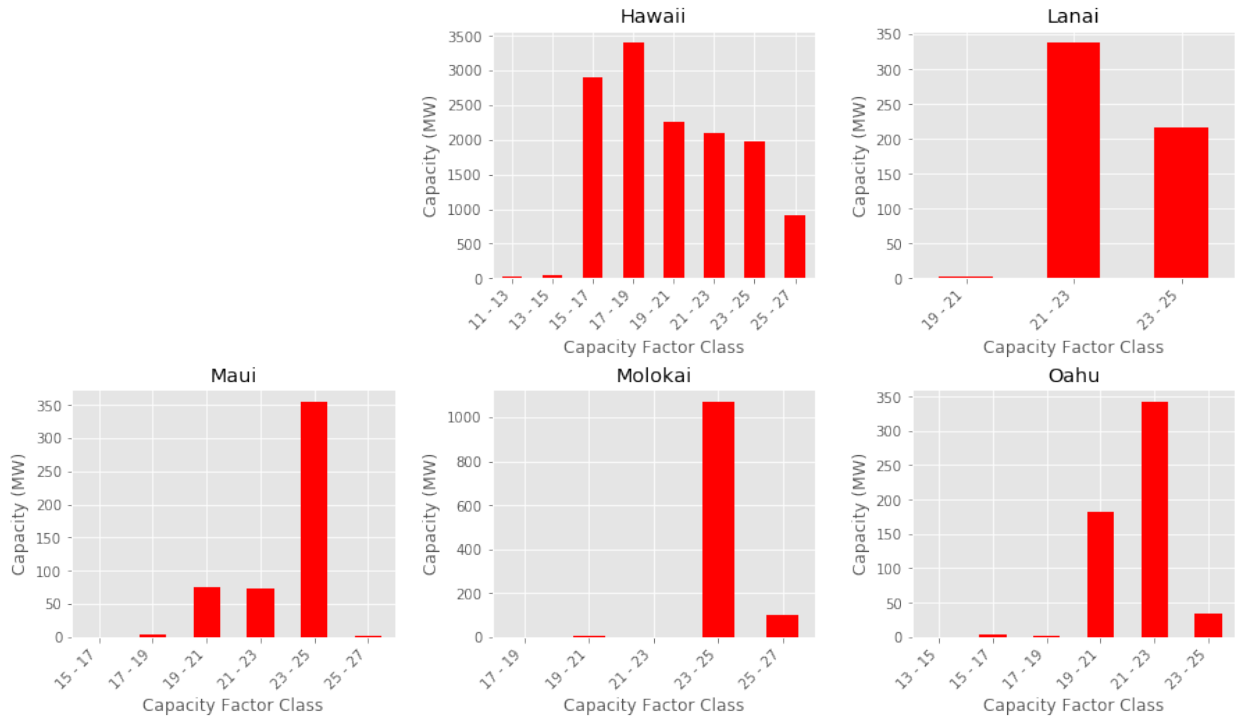 Hawaii
Capacity (MW)
3500
3000
2500
2000
1500
1000
500
0
11 - 13
13 - 15
15 - 17
17 - 19
19 - 21
21 - 23
23 - 25
25 - 27
Capacity Factor Class
Lanai
Capacity (MW)
350
300
250
200
150
100
50
0
19 - 21
21 - 23
23 - 25
Capacity Factor Class
Maui
Capacity (MW)
350
300
250
200
150
100
50
0
15 - 17
17 - 19
19 - 21
21 - 23
23 - 25
25 - 27
Capacity Factor Class
Molokai
Capacity (MW)
1000
800
600
400
200
0
17 - 19
19 - 21
21 - 23
23 - 25
25 - 27
Capacity Factor Class
Oahu
Capacity (MW)
350
300
250
200
150
100
50
0
13 - 15
15 - 17
17 - 19
19 - 21
21 - 23
23 - 25
Capacity Factor Class